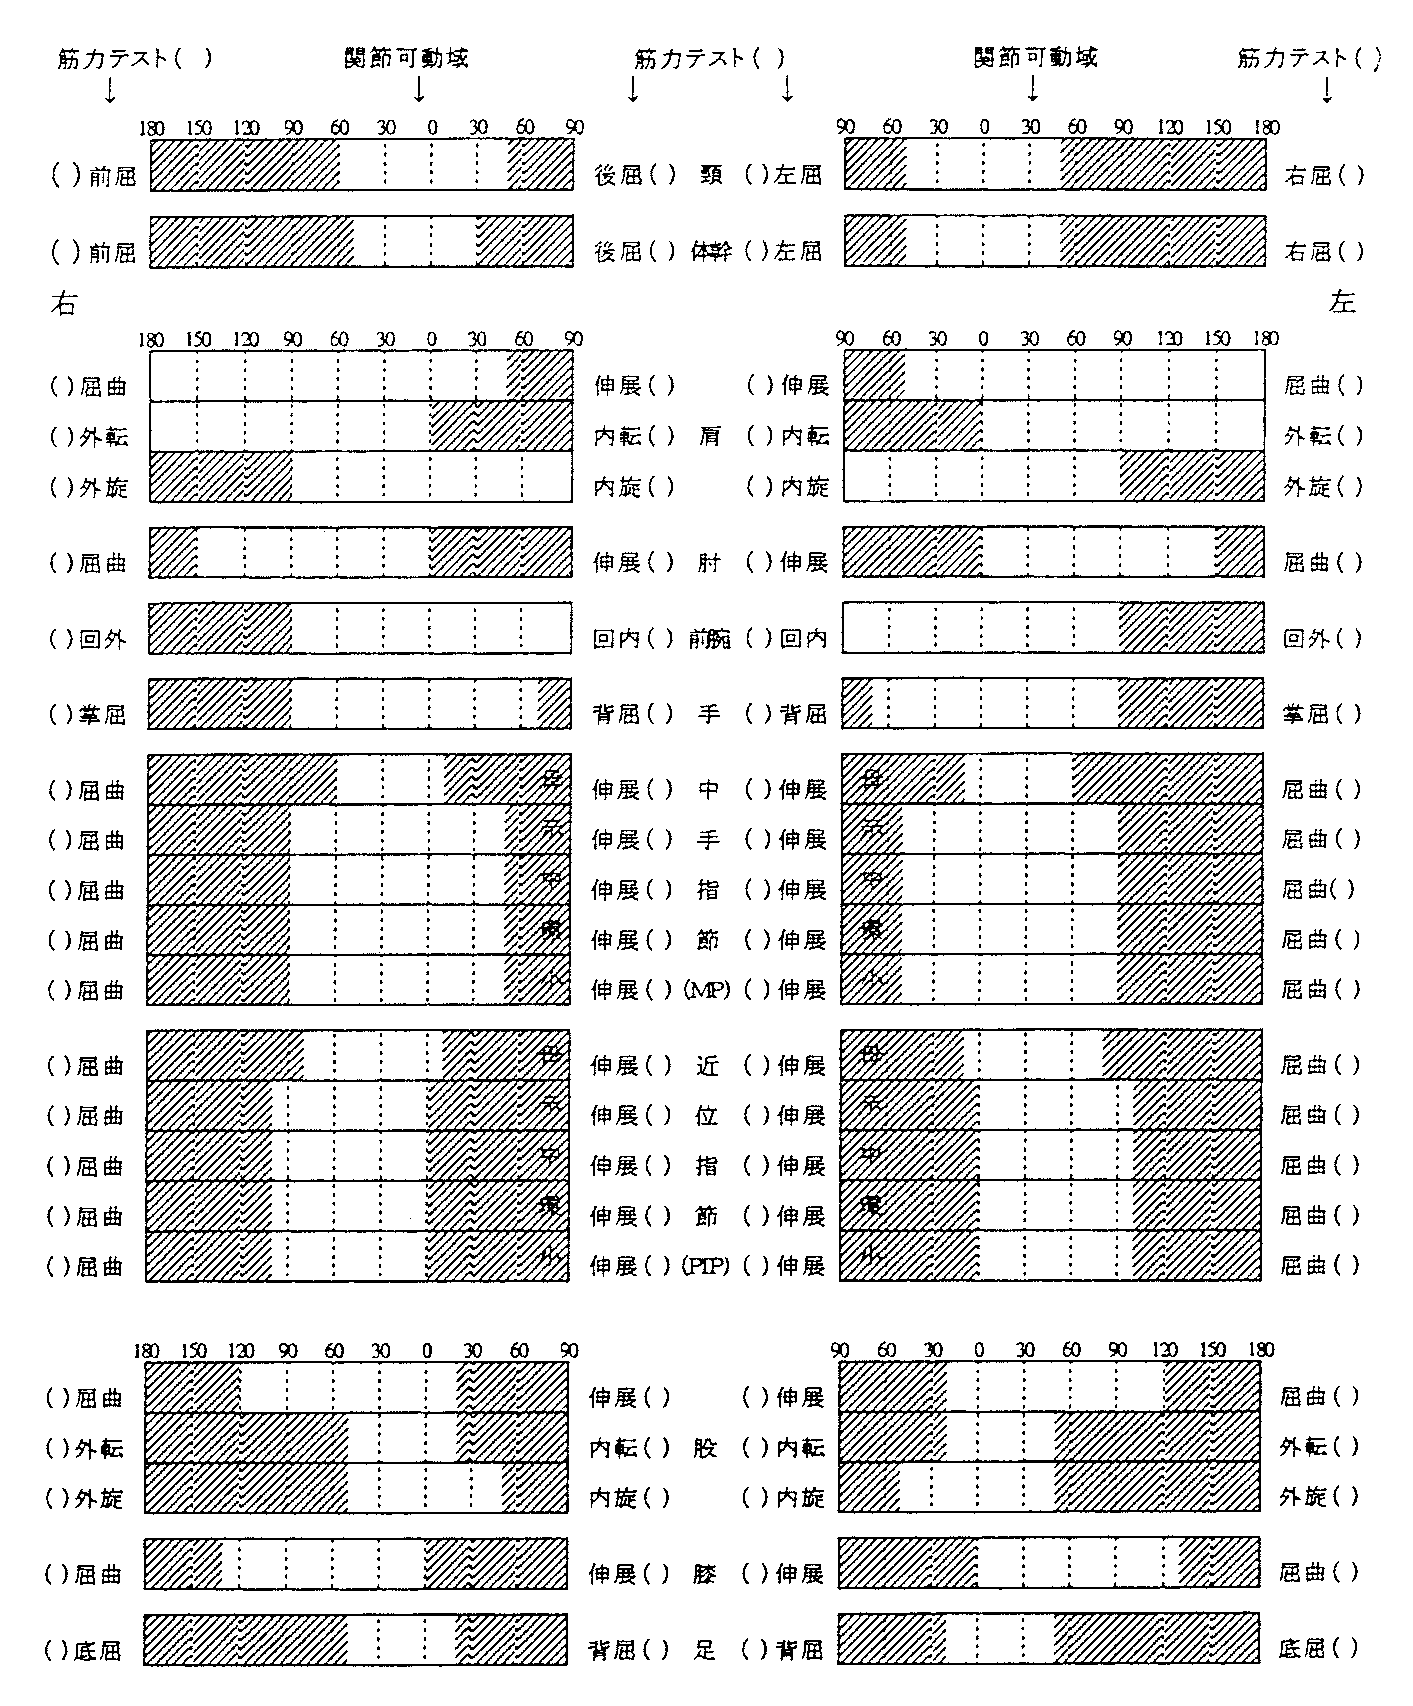 筋力テスト( ) 関節可動域 筋力テスト( ) 関節可動域 筋力テスト( )
↓ ↓ ↓ ↓ ↓ ↓
180 150 120 90 60 30 0 30 60 90 90 60 30 0 30 60 90 120 150 180
( )前屈 後屈( ) 頸 ( )左屈 右屈( )
( )前屈 後屈( ) 体幹 ( )左屈 右屈( )
右 左
180 150 120 90 60 30 0 30 60 90 90 60 30 0 30 60 90 120 150 180
( )屈曲 伸展( ) ( )伸展 屈曲( )
( )外転 内転( ) 肩 ( )内転 外転( )
( )外旋 内旋( ) ( )内旋 外旋( )
( )屈曲 伸展( ) 肘 ( )伸展 屈曲( )
( )回外 回内( ) 前腕 ( )回内 回外( )
( )掌屈 背屈( ) 手 ( )背屈 掌屈( )
( )屈曲 母 伸展( ) 中 ( )伸展 母 屈曲( )
( )屈曲 示 伸展( ) 手 ( )伸展 示 屈曲( )
( )屈曲 中 伸展( ) 指 ( )伸展 中 屈曲( )
( )屈曲 環 伸展( ) 節 ( )伸展 環 屈曲( )
( )屈曲 小 伸展( ) (MP) ( )伸展 小 屈曲( )
( )屈曲 母 伸展( ) 近 ( )伸展 母 屈曲( )
( )屈曲 示 伸展( ) 位 ( )伸展 示 屈曲( )
( )屈曲 中 伸展( ) 指 ( )伸展 中 屈曲( )
( )屈曲 環 伸展( ) 節 ( )伸展 環 屈曲( )
( )屈曲 小 伸展( ) (PIP) ( )伸展 小 屈曲( )
180 150 120 90 60 30 0 30 60 90 90 60 30 0 30 60 90 120 150 180
( )屈曲 伸展( ) ( )伸展 屈曲( )
( )外転 内転( ) 股 ( )内転 外転( )
( )外旋 内旋( ) ( )内旋 外旋( )
( )屈曲 伸展( ) 膝 ( )伸展 屈曲( )
( )底屈 背屈( ) 足 ( )背屈 底屈( )